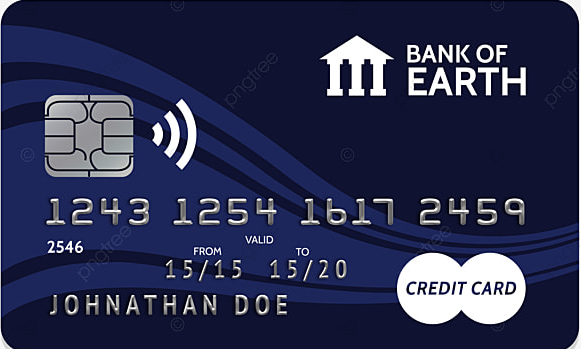 BANK OF
EARTH
1243 1254 1617 2459
2546
VALID
FROM
TO
15/15 15/20
JOHNATHAN DOE
CREDIT CARD
pngtree